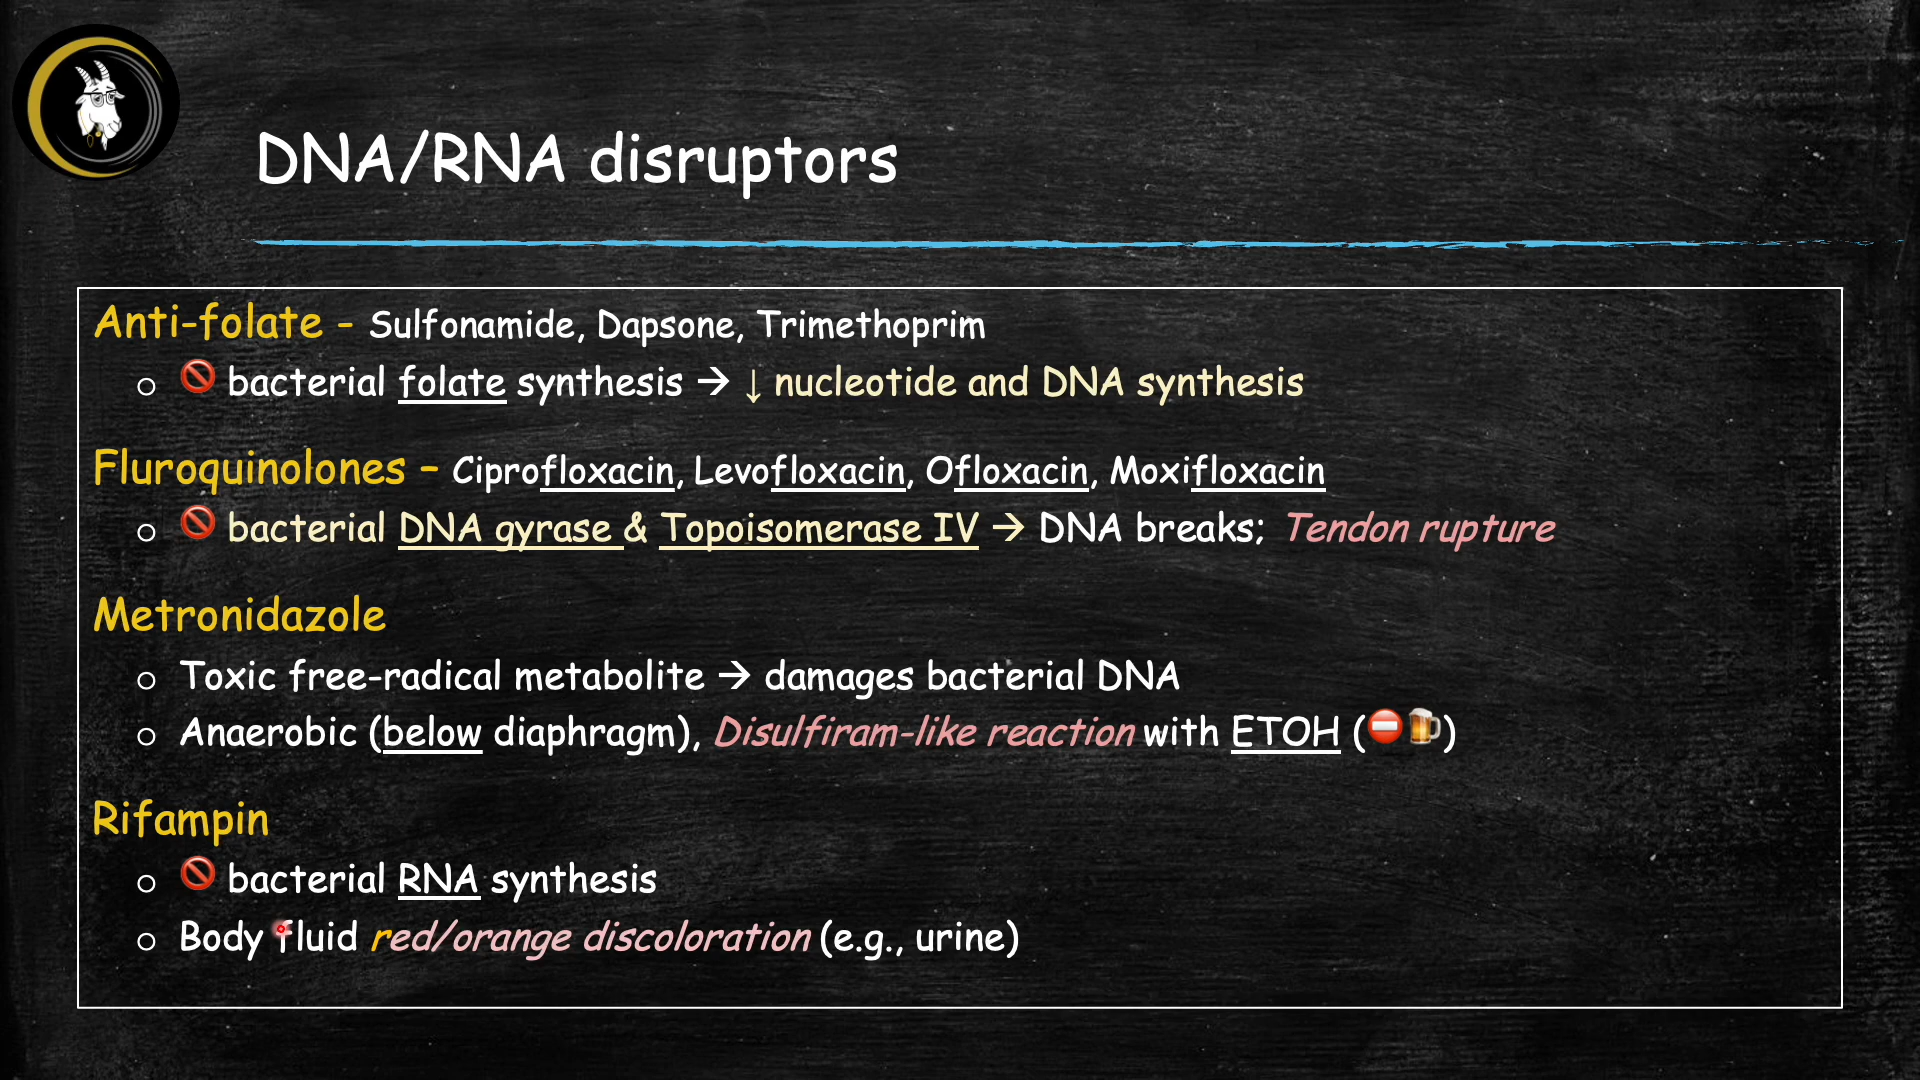 DNA/RNA disruptors
Anti-folate - Sulfonamide, Dapsone, Trimethoprim
o 🚫 bacterial folate synthesis → ↓ nucleotide and DNA synthesis
Fluroquinolones – Ciprofloxacin, Levofloxacin, Ofloxacin, Moxifloxacin
o 🚫 bacterial DNA gyrase & Topoisomerase IV → DNA breaks; Tendon rupture
Metronidazole
o Toxic free-radical metabolite → damages bacterial DNA
o Anaerobic (below diaphragm), Disulfiram-like reaction with ETOH (⛔🍺)
Rifampin
o 🚫 bacterial RNA synthesis
o Body fluid red/orange discoloration (e.g., urine)